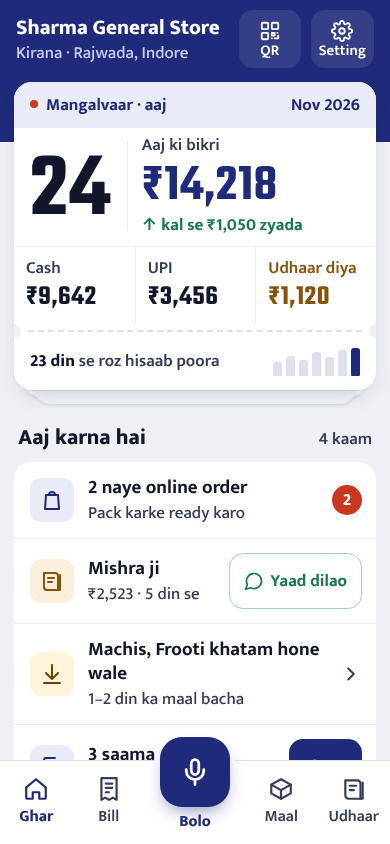 Sharma General Store
Kirana · Rajwada, Indore
QR
Setting
Mangalvaar · aaj
Nov 2026
24
Aaj ki bikri
₹14,218
↑ kal se ₹1,050 zyada
Cash
₹9,642
UPI
₹3,456
Udhaar diya
₹1,120
23 din se roz hisaab poora
Aaj karna hai
4 kaam
2 naye online order
Pack karke ready karo
2
Mishra ji
₹2,523 · 5 din se
Yaad dilao
Machis, Frooti khatam hone
wale
1–2 din ka maal bacha
3 saama
Ghar
Bill
Bolo
Maal
Udhaar